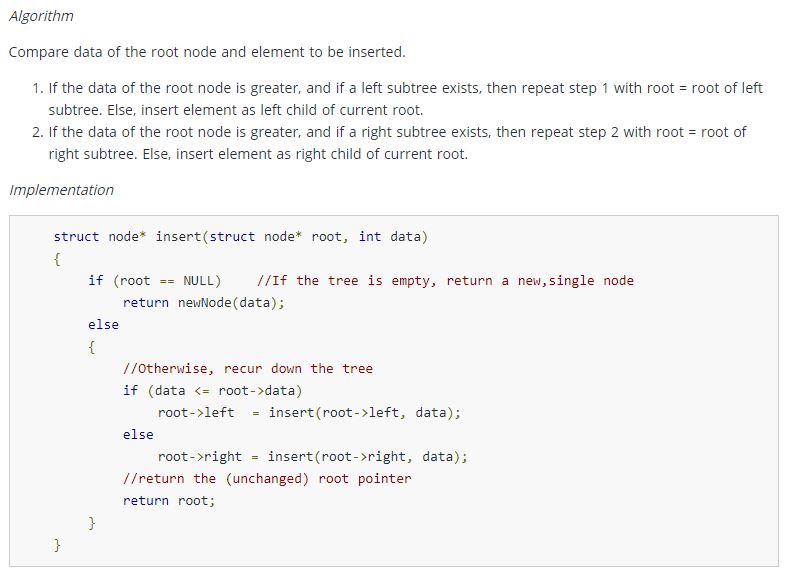 Algorithm
Compare data of the root node and element to be inserted.
1. If the data of the root node is greater, and if a left subtree exists, then repeat step 1 with root = root of left
subtree. Else, insert element as left child of current root.
2. If the data of the root node is greater, and if a right subtree exists, then repeat step 2 with root = root of
right subtree. Else, insert element as right child of current root.
Implementation
struct node* insert(struct node* root, int data)
{
    if (root == NULL)    //If the tree is empty, return a new,single node
        return newNode(data);
    else
    {
        //Otherwise, recur down the tree
        if (data <= root->data)
            root->left  = insert(root->left, data);
        else
            root->right = insert(root->right, data);
        //return the (unchanged) root pointer
        return root;
    }
}